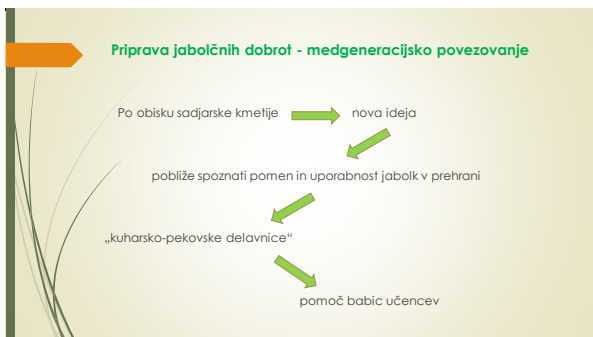 Priprava jabolčnih dobrot - medgeneracijsko povezovanje
Po obisku sadjarske kmetije
nova ideja
pobliže spoznati pomen in uporabnost jabolk v prehrani
„kuharsko-pekovske delavnice“
pomoč babic učencev